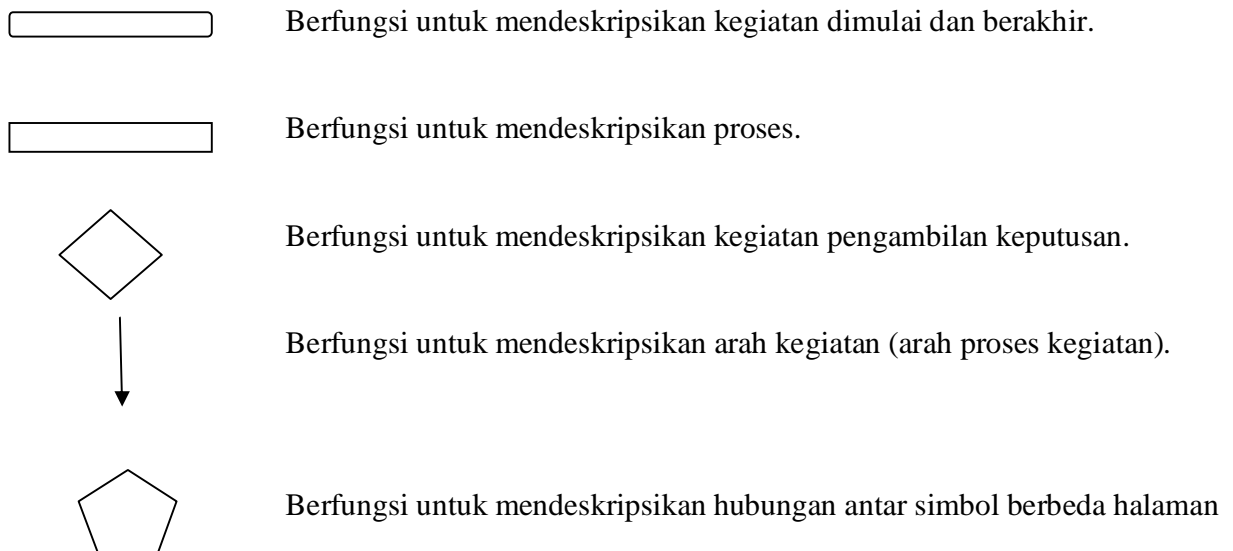 Berfungsi untuk mendeskripsikan kegiatan dimulai dan berakhir.
Berfungsi untuk mendeskripsikan proses.
Berfungsi untuk mendeskripsikan kegiatan pengambilan keputusan.
Berfungsi untuk mendeskripsikan arah kegiatan (arah proses kegiatan).
Berfungsi untuk mendeskripsikan hubungan antar simbol berbeda halaman